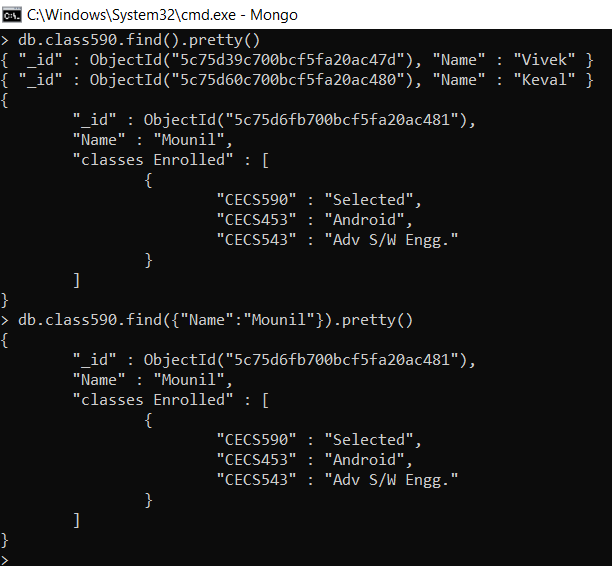 C:\Windows\System32\cmd.exe - Mongo
> db.class590.find().pretty()
{ "_id" : ObjectId("5c75d39c700bcf5fa20ac47d"), "Name" : "Vivek" }
{ "_id" : ObjectId("5c75d60c700bcf5fa20ac480"), "Name" : "Keval" }
{
        "_id" : ObjectId("5c75d6fb700bcf5fa20ac481"),
        "Name" : "Mounil",
        "classes Enrolled" : [
                {
                        "CECS590" : "Selected",
                        "CECS453" : "Android",
                        "CECS543" : "Adv S/W Engg."
                }
        ]
}
> db.class590.find({"Name":"Mounil"}).pretty()
{
        "_id" : ObjectId("5c75d6fb700bcf5fa20ac481"),
        "Name" : "Mounil",
        "classes Enrolled" : [
                {
                        "CECS590" : "Selected",
                        "CECS453" : "Android",
                        "CECS543" : "Adv S/W Engg."
                }
        ]
}
>